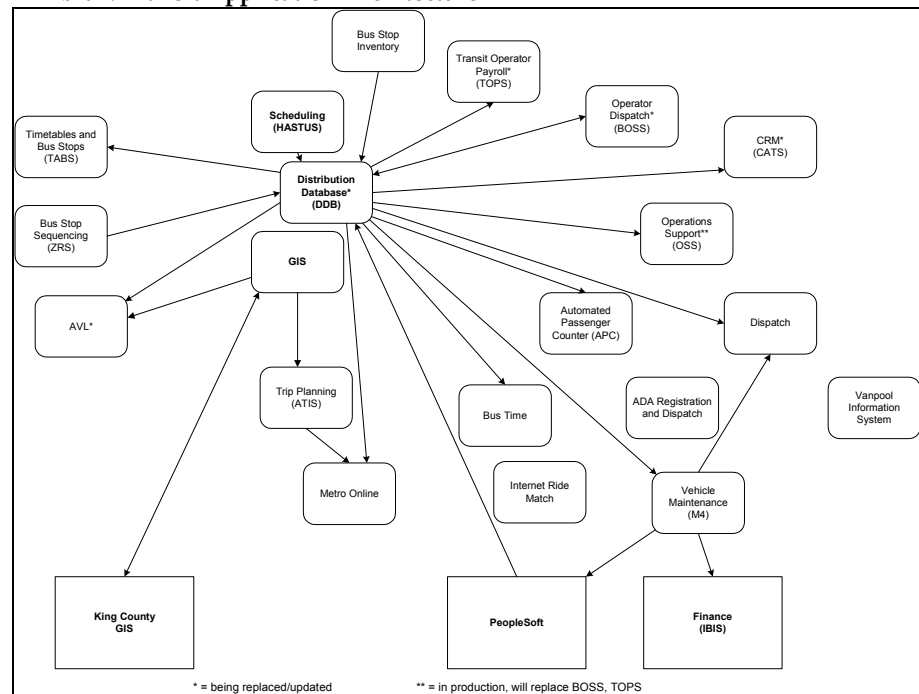 Bus Stop
Inventory
Transit Operator
Payroll*
(TOPS)
Scheduling
(HASTUS)
Operator
Dispatch*
(BOSS)
Timetables and
Bus Stops
(TABS)
CRM*
(CATS)
Distribution
Database*
(DDB)
Bus Stop
Sequencing
(ZRS)
Operations
Support**
(OSS)
GIS
AVL*
Automated
Passenger
Counter (APC)
Dispatch
Trip Planning
(ATIS)
Bus Time
ADA Registration
and Dispatch
Vanpool
Information
System
Metro Online
Internet Ride
Match
Vehicle
Maintenance
(M4)
King County
GIS
PeopleSoft
Finance
(IBIS)
* = being replaced/updated
** = in production, will replace BOSS, TOPS